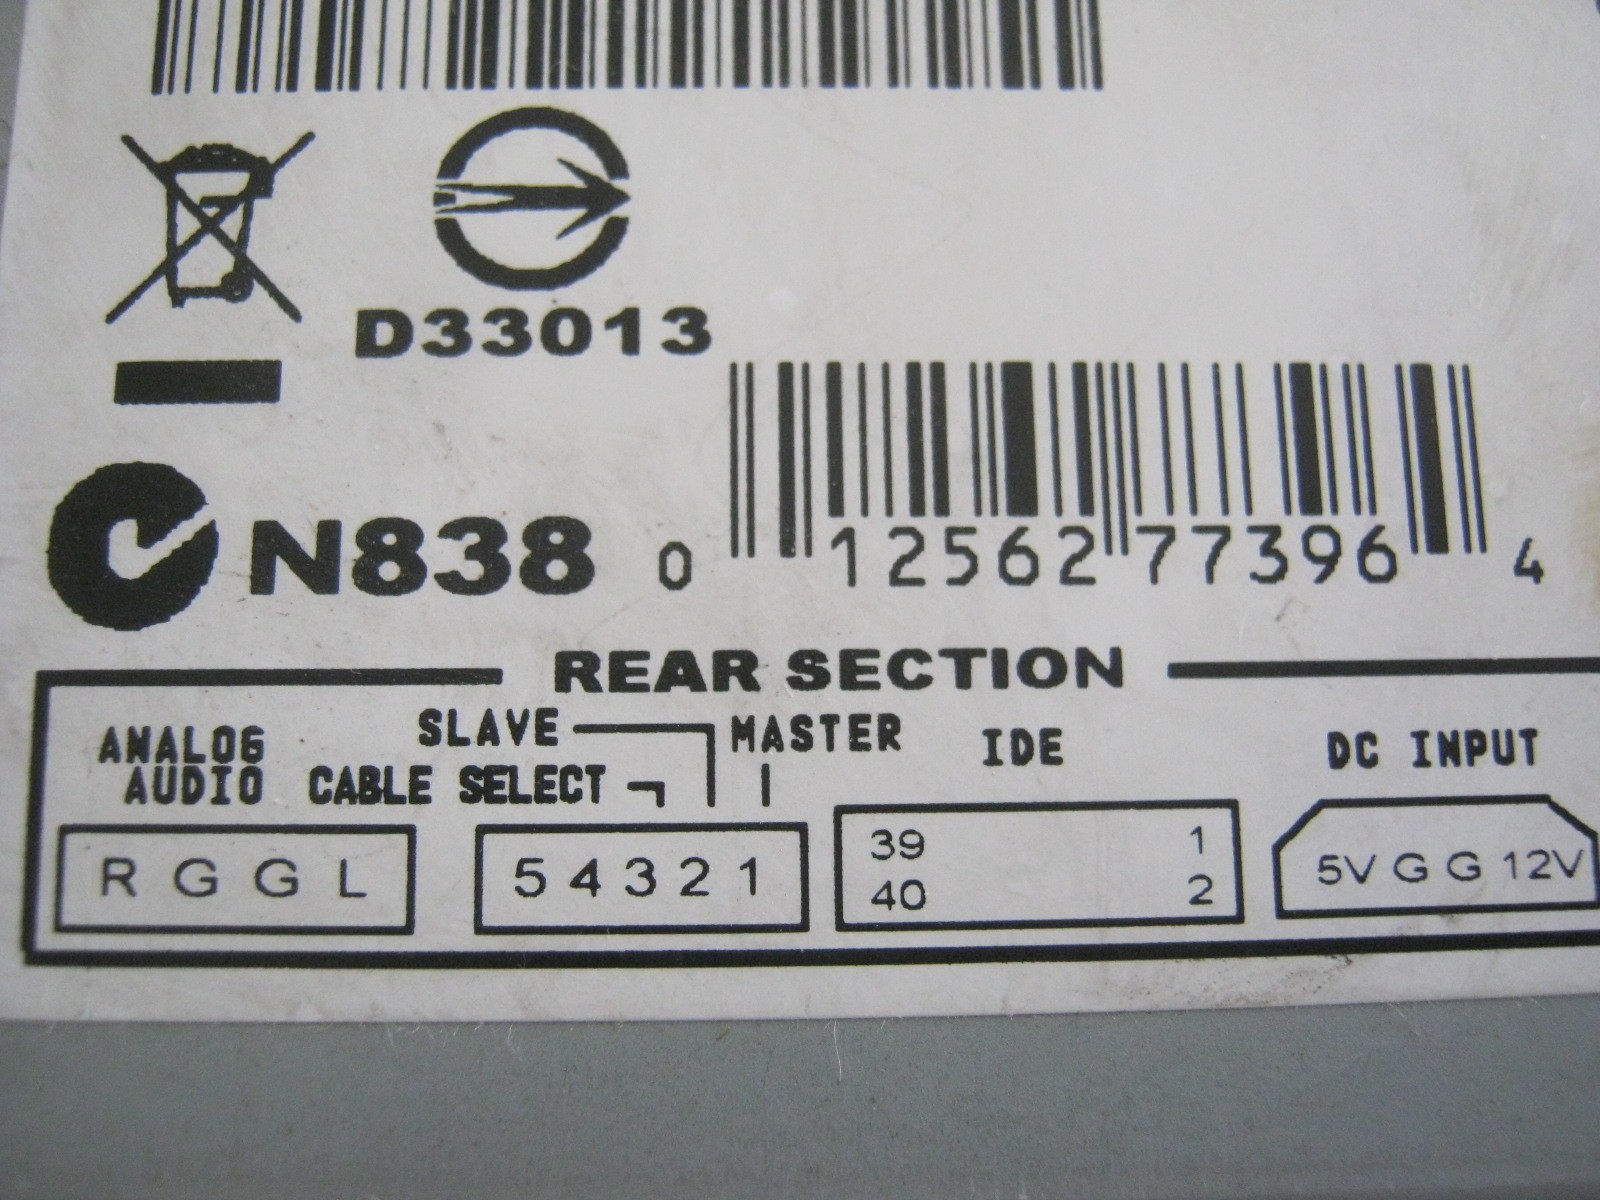 D33013
N838
0 12562 77396 4
REAR SECTION
SLAVE MASTER
ANALOG AUDIO
CABLE SELECT
IDE
DC INPUT
R G G L
5 4 3 2 1
39 1
40 2
5V G G 12V